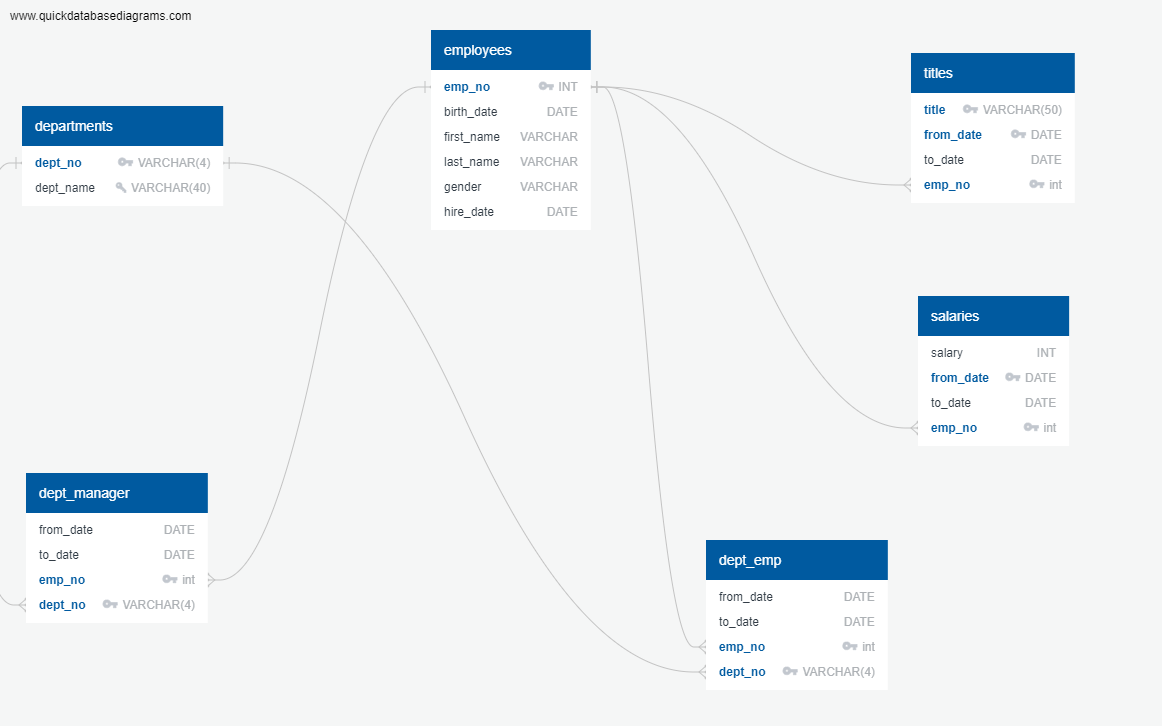 www.quickdatabasediagrams.com
employees
emp_no INT
birth_date DATE
first_name VARCHAR
last_name VARCHAR
gender VARCHAR
hire_date DATE
titles
title VARCHAR(50)
from_date DATE
to_date DATE
emp_no int
departments
dept_no VARCHAR(4)
dept_name VARCHAR(40)
salaries
salary INT
from_date DATE
to_date DATE
emp_no int
dept_manager
from_date DATE
to_date DATE
emp_no int
dept_no VARCHAR(4)
dept_emp
from_date DATE
to_date DATE
emp_no int
dept_no VARCHAR(4)